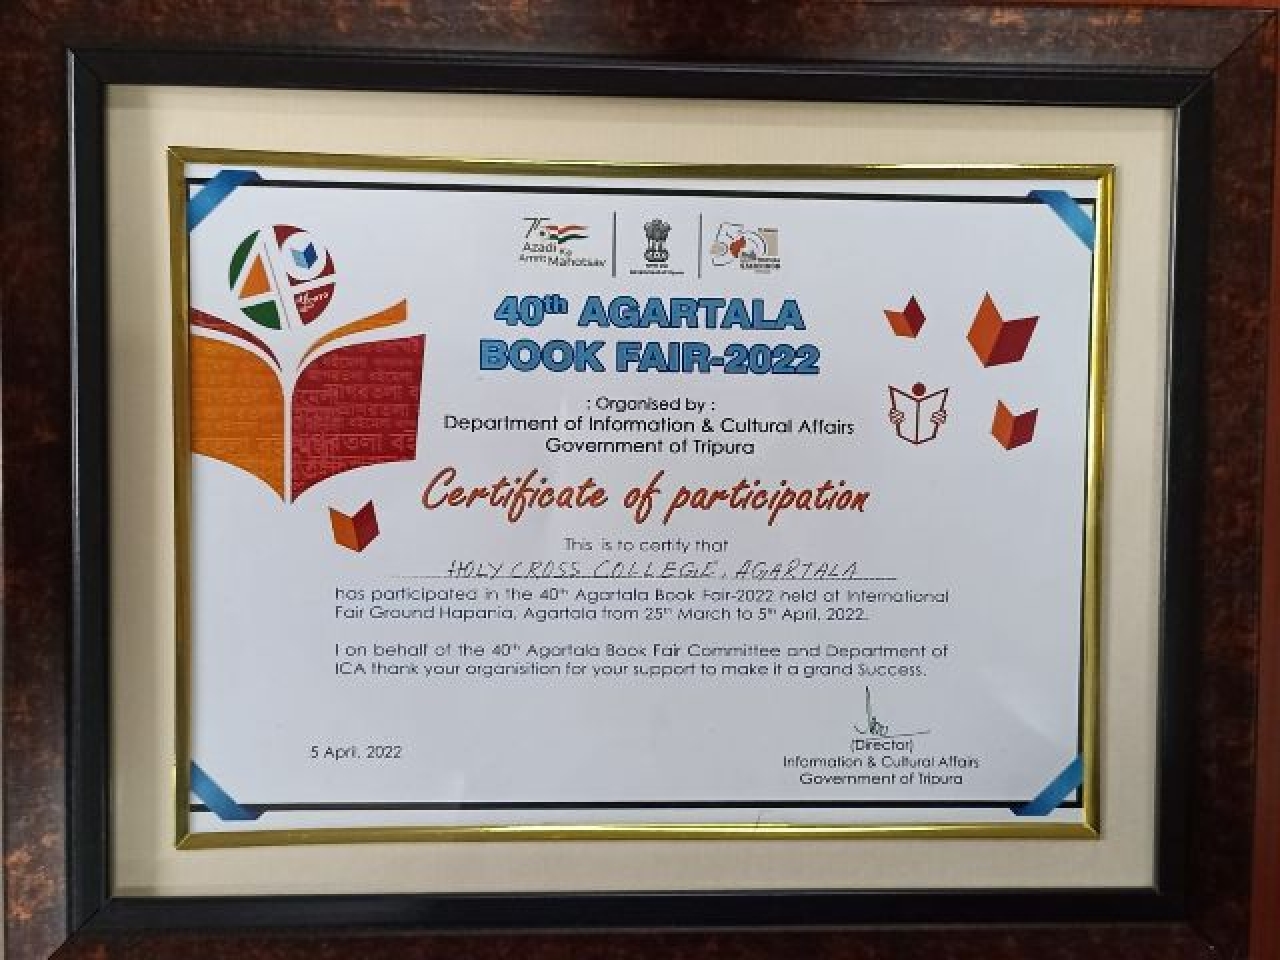 75
Azadi Ka
Amrit Mahotsav
40th AGARTALA
BOOK FAIR-2022
: Organised by :
Department of Information & Cultural Affairs
Government of Tripura
Certificate of participation
This is to certify that
HOLY CROSS COLLEGE, AGARTALA
has participated in the 40th Agartala Book Fair-2022 held at International
Fair Ground Hapania, Agartala from 25th March to 5th April, 2022.
I on behalf of the 40th Agartala Book Fair Committee and Department of
ICA thank your organisition for your support to make it a grand Success.
5 April, 2022
(Director)
Information & Cultural Affairs
Government of Tripura